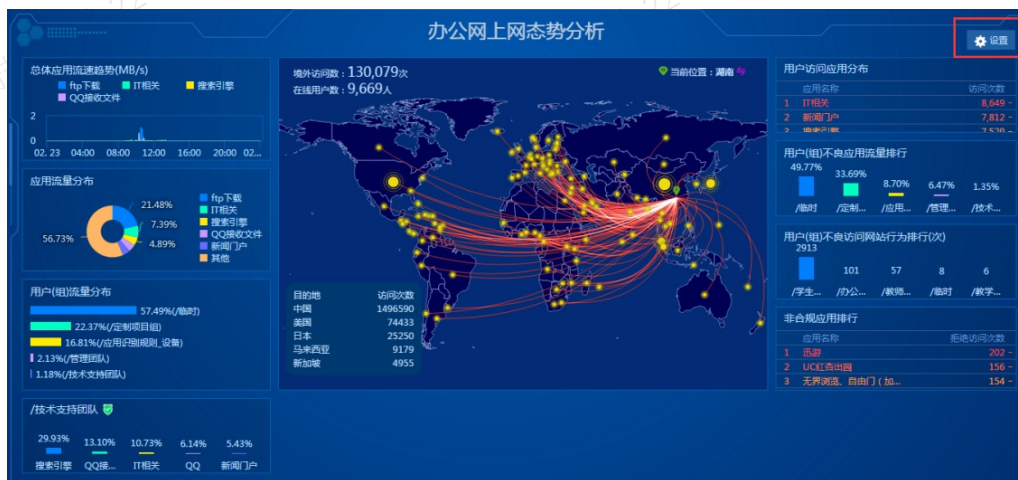 办公网上网态势分析
设置
总体应用流速趋势(MB/s)
ftp下载 IT相关 搜索引擎
QQ接收文件
2
0
02. 23 04:00 08:00 12:00 16:00 20:00 02...
应用流量分布
21.48%
7.39%
4.89%
56.73%
ftp下载
IT相关
搜索引擎
QQ接收文件
新闻门户
其他
用户(组)流量分布
57.49%(/临时)
22.37%(/定制项目组)
16.81%(/应用识别规则_设备)
2.13%(/管理团队)
1.18%(/技术支持团队)
/技术支持团队
29.93% 13.10% 10.73% 6.14% 5.43%
搜索引擎 QQ接... IT相关 QQ 新闻门户
境外访问数：130,079次
在线用户数：9,669人
当前位置：湖南
目的地 访问次数
中国 1496590
美国 74433
日本 25250
马来西亚 9179
新加坡 4955
用户访问应用分布
应用名称 访问次数
1 IT相关 8,649 -
2 新闻门户 7,812 -
3 搜索引擎 7,529 -
用户(组)不良应用流量排行
49.77% 33.69% 8.70% 6.47% 1.35%
/临时 /定制... /应用... /管理... /技术...
用户(组)不良访问网站行为排行(次)
2913 101 57 8 6
/学生... /办公... /教师... /临时 /教学...
非合规应用排行
应用名称 拒绝访问次数
1 迅游 202 -
2 UC红杏出园 156 -
3 无界浏览、自由门 ( 加... 154 -